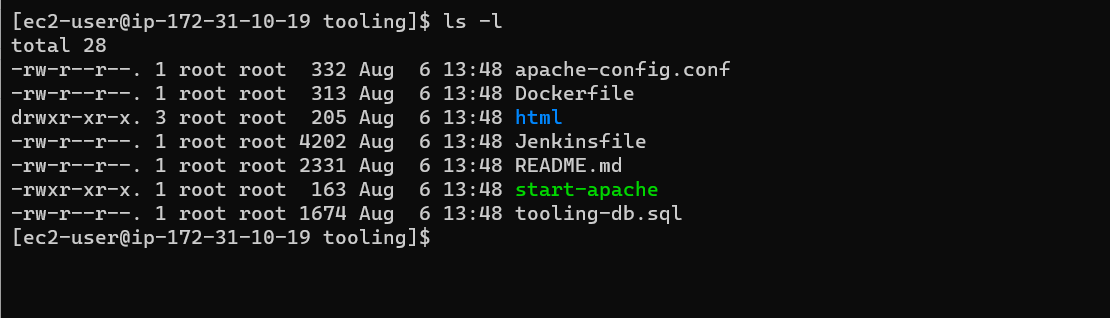 [ec2-user@ip-172-31-10-19 tooling]$ ls -l
total 28
-rw-r--r--. 1 root root  332 Aug  6 13:48 apache-config.conf
-rw-r--r--. 1 root root  313 Aug  6 13:48 Dockerfile
drwxr-xr-x. 3 root root  205 Aug  6 13:48 html
-rw-r--r--. 1 root root 4202 Aug  6 13:48 Jenkinsfile
-rw-r--r--. 1 root root 2331 Aug  6 13:48 README.md
-rwxr-xr-x. 1 root root  163 Aug  6 13:48 start-apache
-rw-r--r--. 1 root root 1674 Aug  6 13:48 tooling-db.sql
[ec2-user@ip-172-31-10-19 tooling]$